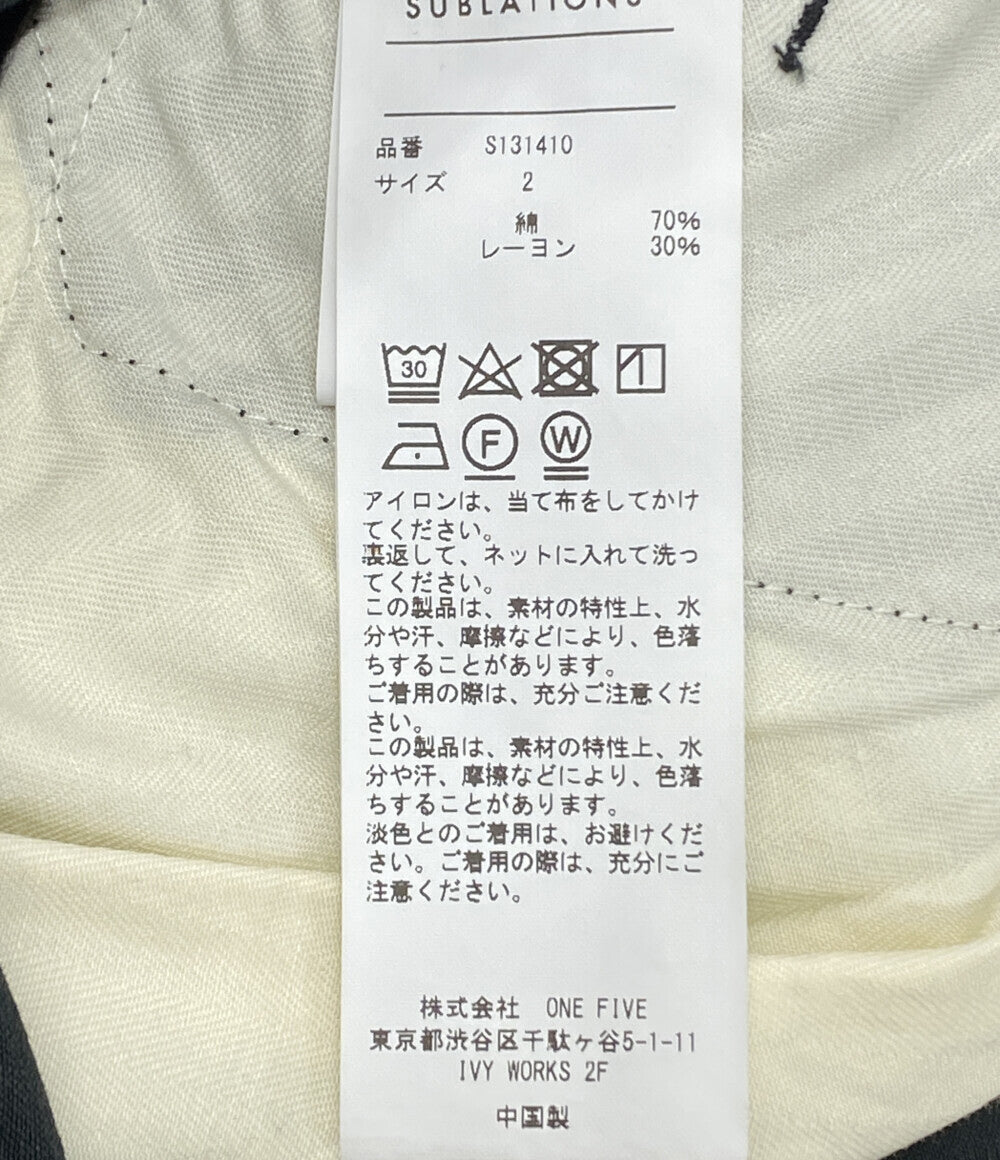 SUBLATIONS
品番 S131410
サイズ 2
綿 70%
レーヨン 30%
30
F W
アイロンは、当て布をしてかけ
てください。
裏返して、ネットに入れて洗っ
てください。
この製品は、素材の特性上、水
分や汗、摩擦などにより、色落
ちすることがあります。
ご着用の際は、充分ご注意くだ
さい。
この製品は、素材の特性上、水
分や汗、摩擦などにより、色落
ちすることがあります。
淡色とのご着用は、お避けくだ
さい。ご着用の際は、充分にご
注意ください。
株式会社 ONE FIVE
東京都渋谷区千駄ヶ谷5-1-11
IVY WORKS 2F
中国製